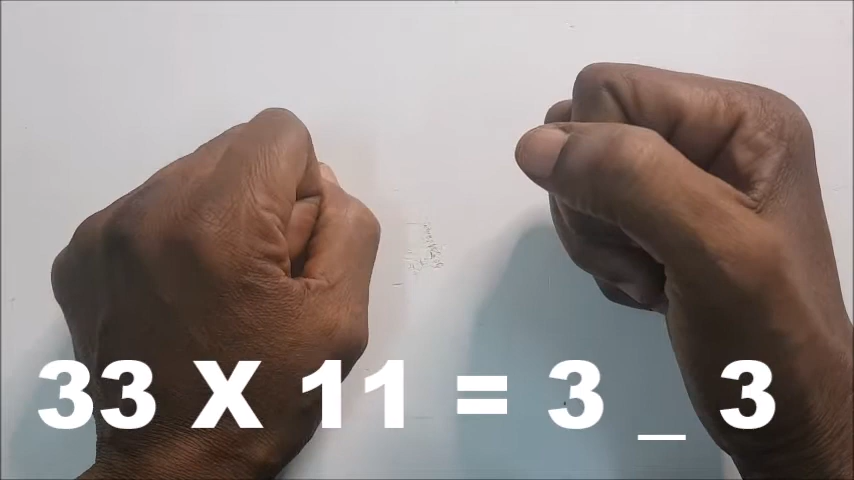 33 X 11 = 3 _ 3